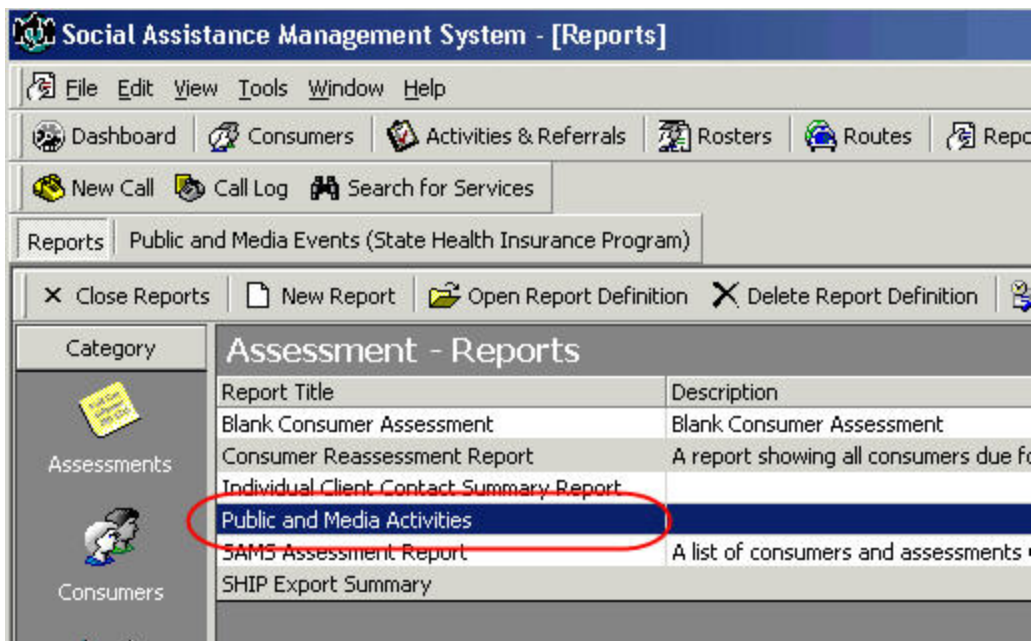 Social Assistance Management System - [Reports]
File Edit View Tools Window Help
Dashboard Consumers Activities & Referrals Rosters Routes Repo
New Call Call Log Search for Services
Reports Public and Media Events (State Health Insurance Program)
Close Reports New Report Open Report Definition Delete Report Definition
Category
Assessment - Reports
Report Title Description
Blank Consumer Assessment Blank Consumer Assessment
Consumer Reassessment Report A report showing all consumers due fo
Individual Client Contact Summary Report
Public and Media Activities
SAMS Assessment Report A list of consumers and assessments
SHIP Export Summary
Assessments
Consumers